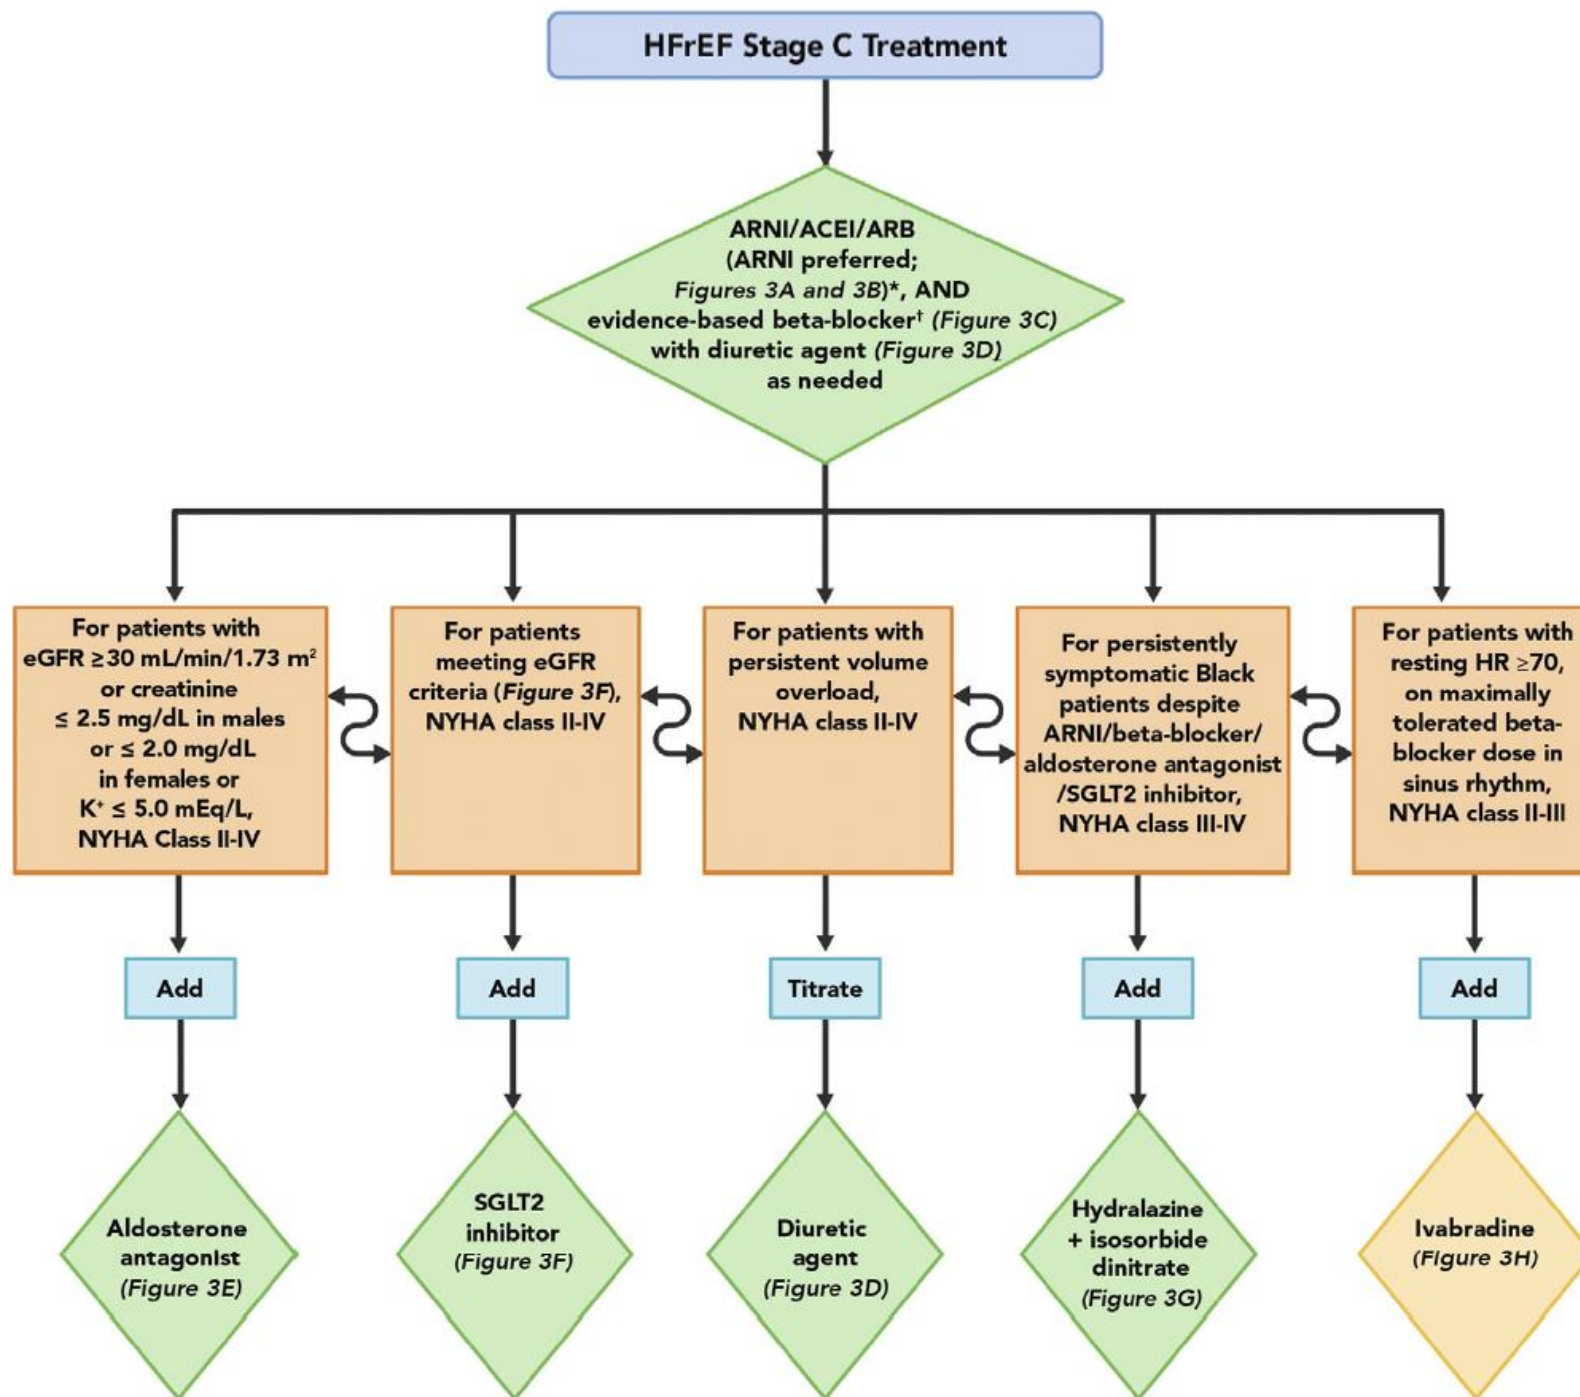 HFrEF Stage C Treatment
ARNI/ACEI/ARB
(ARNI preferred;
Figures 3A and 3B)*, AND
evidence-based beta-blocker† (Figure 3C)
with diuretic agent (Figure 3D)
as needed
For patients with
eGFR ≥30 mL/min/1.73 m²
or creatinine
≤ 2.5 mg/dL in males
or ≤ 2.0 mg/dL
in females or
K⁺ ≤ 5.0 mEq/L,
NYHA Class II-IV
For patients
meeting eGFR
criteria (Figure 3F),
NYHA class II-IV
For patients with
persistent volume
overload,
NYHA class II-IV
For persistently
symptomatic Black
patients despite
ARNI/beta-blocker/
aldosterone antagonist
/SGLT2 inhibitor,
NYHA class III-IV
For patients with
resting HR ≥70,
on maximally
tolerated beta-
blocker dose in
sinus rhythm,
NYHA class II-III
Add
Add
Titrate
Add
Add
Aldosterone
antagonist
(Figure 3E)
SGLT2
inhibitor
(Figure 3F)
Diuretic
agent
(Figure 3D)
Hydralazine
+ isosorbide
dinitrate
(Figure 3G)
Ivabradine
(Figure 3H)